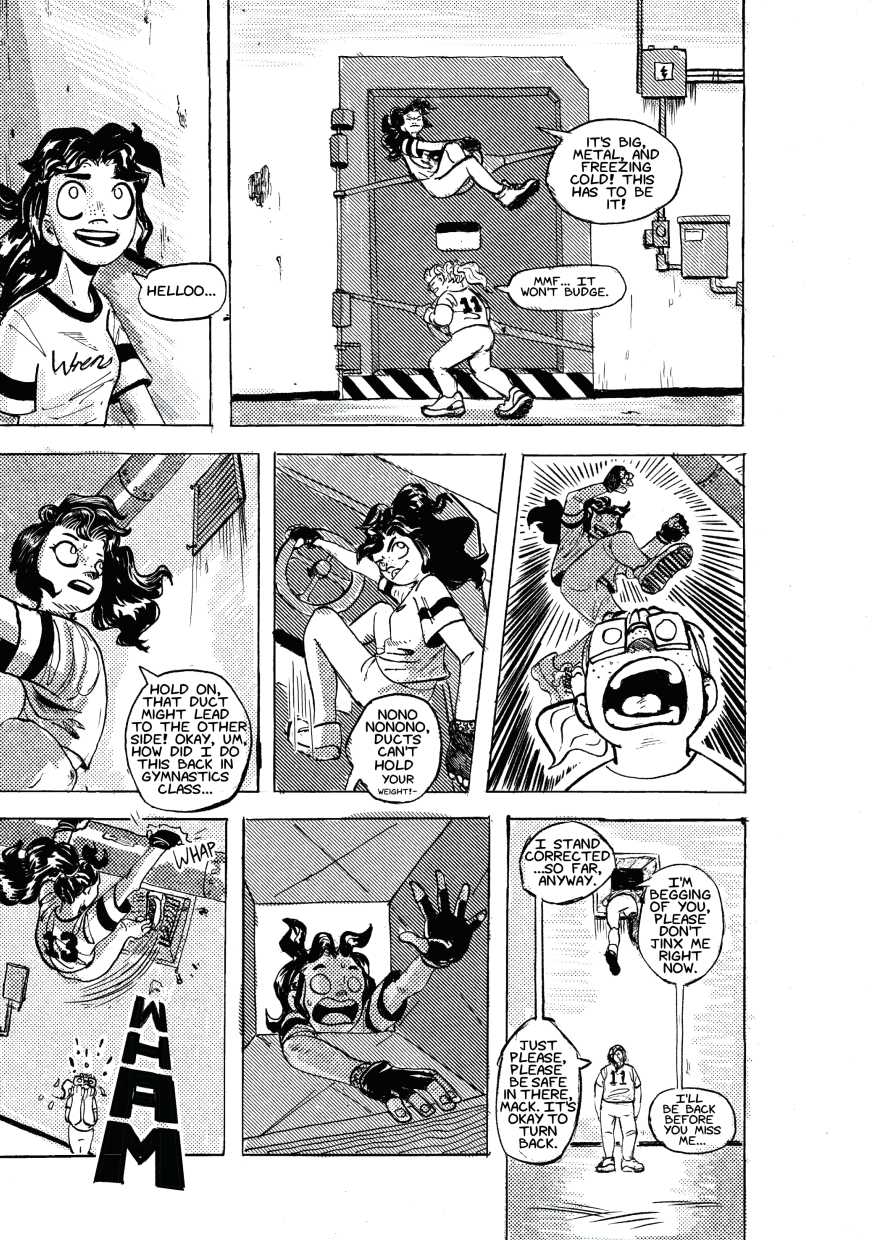 HELLOO...
Wrens
IT'S BIG,
METAL, AND
FREEZING
COLD! THIS
HAS TO BE
IT!
MMF... IT
WON'T BUDGE.
11
HOLD ON,
THAT DUCT
MIGHT LEAD
TO THE OTHER
SIDE! OKAY, UM,
HOW DID I DO
THIS BACK IN
GYMNASTICS
CLASS...
NONO
NONONO,
DUCTS
CAN'T
HOLD
YOUR
WEIGHT!-
WHAP
13
WHAM
I STAND
CORRECTED
...SO FAR,
ANYWAY.
I'M
BEGGING
OF YOU,
PLEASE
DON'T
JINX ME
RIGHT
NOW.
JUST
PLEASE,
PLEASE
BE SAFE
IN THERE,
MACK. IT'S
OKAY TO
TURN
BACK.
11
I'LL
BE BACK
BEFORE
YOU MISS
ME...